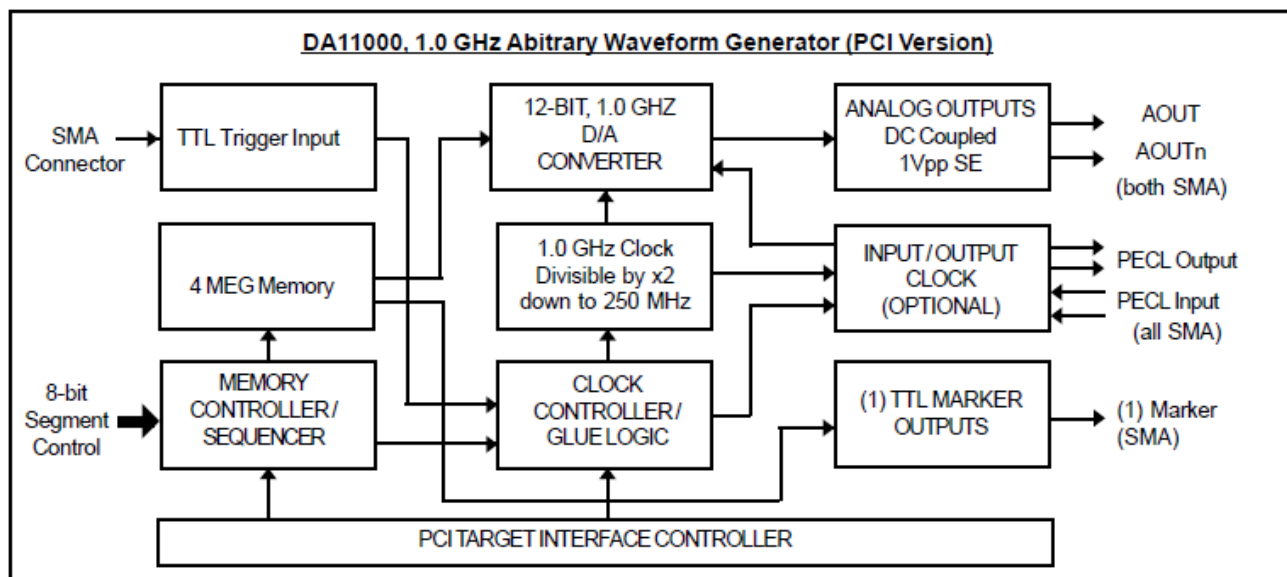 DA11000, 1.0 GHz Abitrary Waveform Generator (PCI Version)
SMA
Connector
TTL Trigger Input
12-BIT, 1.0 GHZ
D/A
CONVERTER
ANALOG OUTPUTS
DC Coupled
1Vpp SE
AOUT
AOUTn
(both SMA)
4 MEG Memory
1.0 GHz Clock
Divisible by x2
down to 250 MHz
INPUT / OUTPUT
CLOCK
(OPTIONAL)
PECL Output
PECL Input
(all SMA)
8-bit
Segment
Control
MEMORY
CONTROLLER /
SEQUENCER
CLOCK
CONTROLLER /
GLUE LOGIC
(1) TTL MARKER
OUTPUTS
(1) Marker
(SMA)
PCI TARGET INTERFACE CONTROLLER